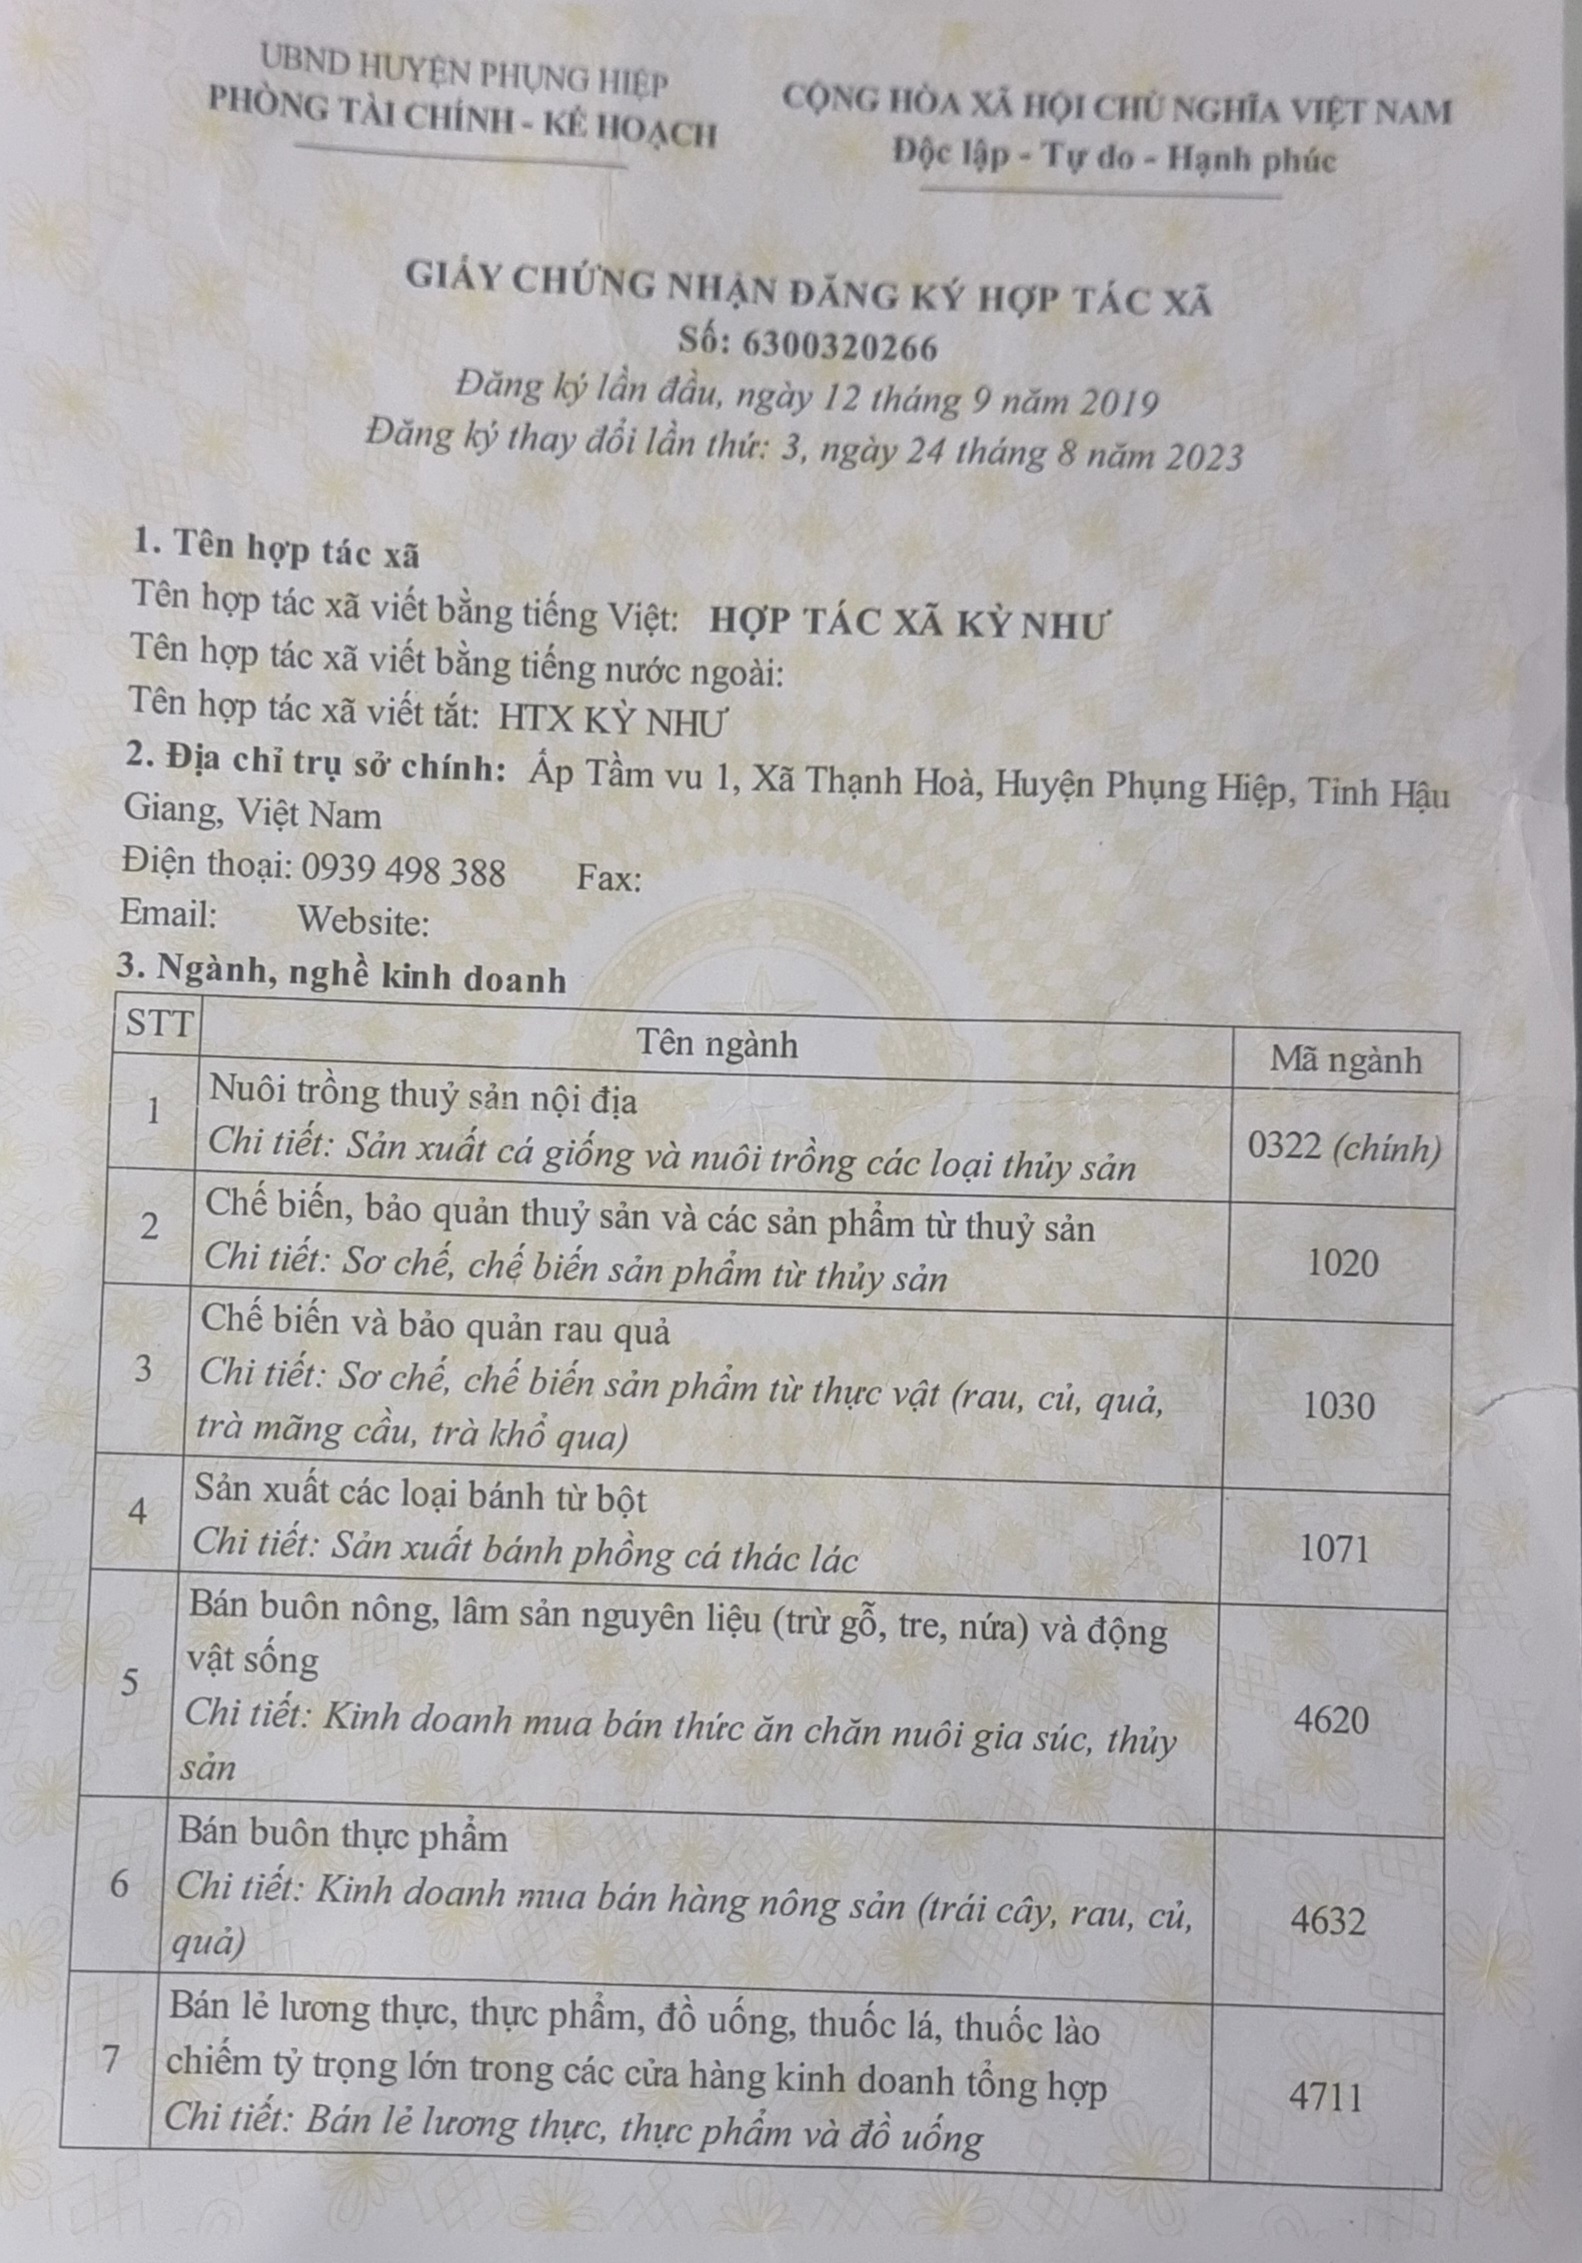 UBND HUYỆN PHỤNG HIỆP
PHÒNG TÀI CHÍNH - KẾ HOẠCH
CỘNG HÒA XÃ HỘI CHỦ NGHĨA VIỆT NAM
Độc lập - Tự do - Hạnh phúc
GIẤY CHỨNG NHẬN ĐĂNG KÝ HỢP TÁC XÃ
Số: 6300320266
Đăng ký lần đầu, ngày 12 tháng 9 năm 2019
Đăng ký thay đổi lần thứ: 3, ngày 24 tháng 8 năm 2023
1. Tên hợp tác xã
Tên hợp tác xã viết bằng tiếng Việt: HỢP TÁC XÃ KỲ NHƯ
Tên hợp tác xã viết bằng tiếng nước ngoài:
Tên hợp tác xã viết tắt: HTX KỲ NHƯ
2. Địa chỉ trụ sở chính: Ấp Tầm vu 1, Xã Thạnh Hoà, Huyện Phụng Hiệp, Tỉnh Hậu
Giang, Việt Nam
Điện thoại: 0939 498 388 Fax:
Email: Website:
3. Ngành, nghề kinh doanh
STT Tên ngành Mã ngành
1 Nuôi trồng thuỷ sản nội địa
Chi tiết: Sản xuất cá giống và nuôi trồng các loại thủy sản 0322 (chính)
2 Chế biến, bảo quản thuỷ sản và các sản phẩm từ thuỷ sản
Chi tiết: Sơ chế, chế biến sản phẩm từ thủy sản 1020
Chế biến và bảo quản rau quả
3 Chi tiết: Sơ chế, chế biến sản phẩm từ thực vật (rau, củ, quả, 1030
trà mãng cầu, trà khổ qua)
4 Sản xuất các loại bánh từ bột
Chi tiết: Sản xuất bánh phồng cá thác lác 1071
Bán buôn nông, lâm sản nguyên liệu (trừ gỗ, tre, nứa) và động
5 vật sống
Chi tiết: Kinh doanh mua bán thức ăn chăn nuôi gia súc, thủy 4620
sản
Bán buôn thực phẩm
6 Chi tiết: Kinh doanh mua bán hàng nông sản (trái cây, rau, củ, 4632
quả)
Bán lẻ lương thực, thực phẩm, đồ uống, thuốc lá, thuốc lào
7 chiếm tỷ trọng lớn trong các cửa hàng kinh doanh tổng hợp 4711
Chi tiết: Bán lẻ lương thực, thực phẩm và đồ uống